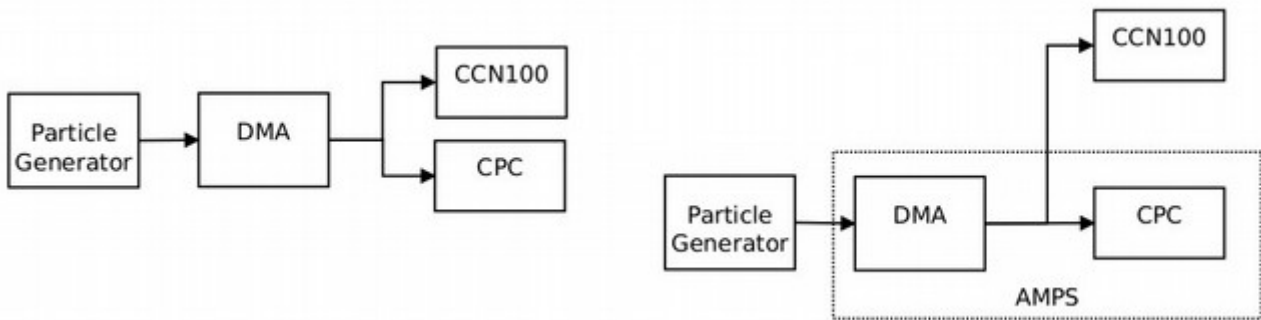 CCN100
Particle
Generator
DMA
CPC
CCN100
Particle
Generator
DMA
CPC
AMPS